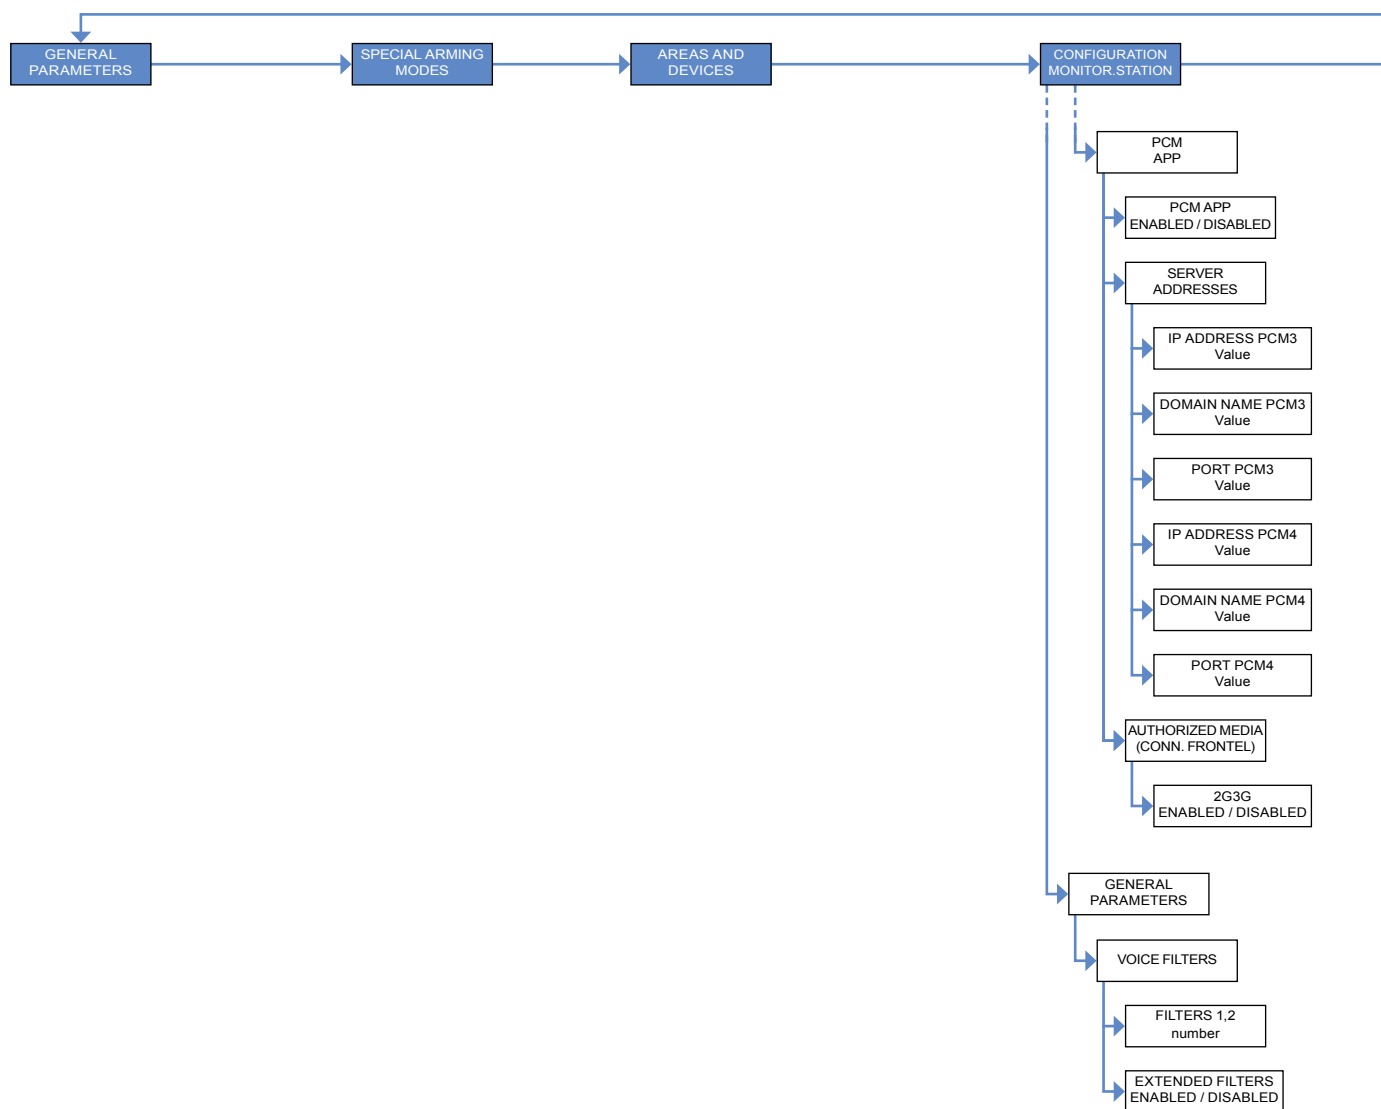 GENERAL
PARAMETERS
SPECIAL ARMING
MODES
AREAS AND
DEVICES
CONFIGURATION
MONITOR.STATION
PCM
APP
PCM APP
ENABLED / DISABLED
SERVER
ADDRESSES
IP ADDRESS PCM3
Value
DOMAIN NAME PCM3
Value
PORT PCM3
Value
IP ADDRESS PCM4
Value
DOMAIN NAME PCM4
Value
PORT PCM4
Value
AUTHORIZED MEDIA
(CONN. FRONTEL)
2G3G
ENABLED / DISABLED
GENERAL
PARAMETERS
VOICE FILTERS
FILTERS 1,2
number
EXTENDED FILTERS
ENABLED / DISABLED